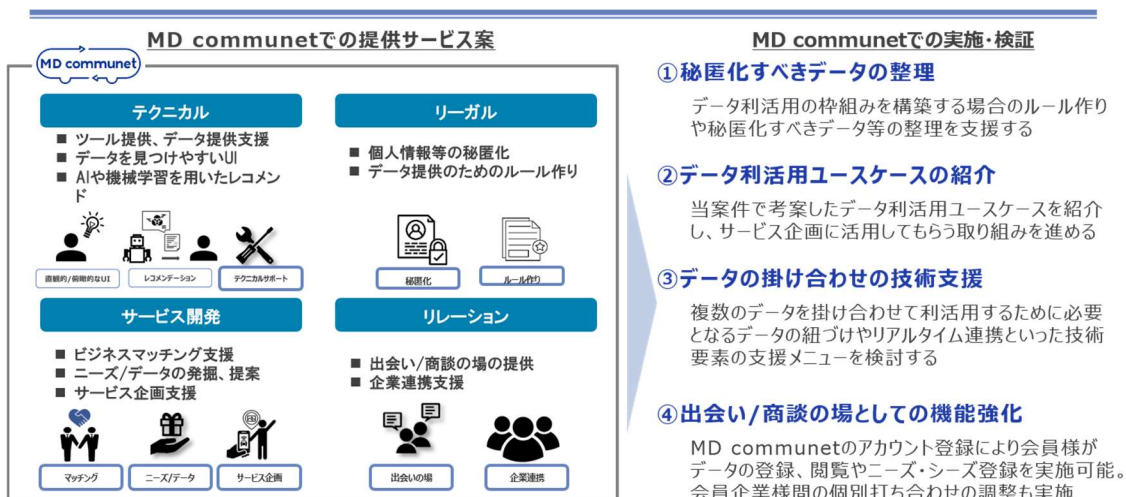 MD communetでの提供サービス案
MD communet
テクニカル
■ ツール提供、データ提供支援
■ データを見つけやすいUI
■ AIや機械学習を用いたレコメン
ド
直観的/俯瞰的なUI
レコメンデーション
テクニカルサポート
リーガル
■ 個人情報等の秘匿化
■ データ提供のためのルール作り
秘匿化
ルール作り
サービス開発
■ ビジネスマッチング支援
■ ニーズ/データの発掘、提案
■ サービス企画支援
マッチング
ニーズ/データ
サービス企画
リレーション
■ 出会い/商談の場の提供
■ 企業連携支援
出会いの場
企業連携
MD communetでの実施・検証
①秘匿化すべきデータの整理
データ利活用の枠組みを構築する場合のルール作り
や秘匿化すべきデータ等の整理を支援する
②データ利活用ユースケースの紹介
当案件で考案したデータ利活用ユースケースを紹介
し、サービス企画に活用してもらう取り組みを進める
③データの掛け合わせの技術支援
複数のデータを掛け合わせて利活用するために必要
となるデータの紐づけやリアルタイム連携といった技術
要素の支援メニューを検討する
④出会い/商談の場としての機能強化
MD communetのアカウント登録により会員様が
データの登録、閲覧やニーズ・シーズ登録を実施可能。
会員企業様間の個別打ち合わせの調整も実施